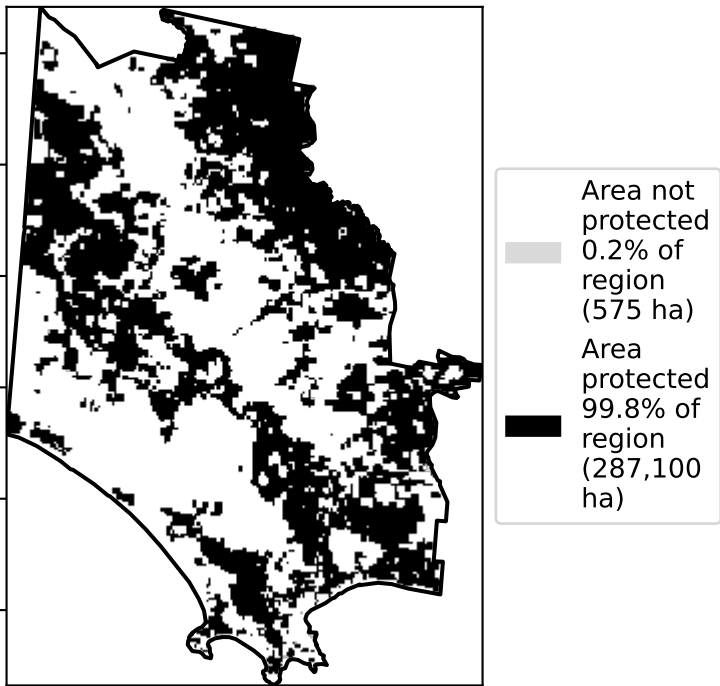 Area not
protected
0.2% of
region
(575 ha)
Area
protected
99.8% of
region
(287,100
ha)